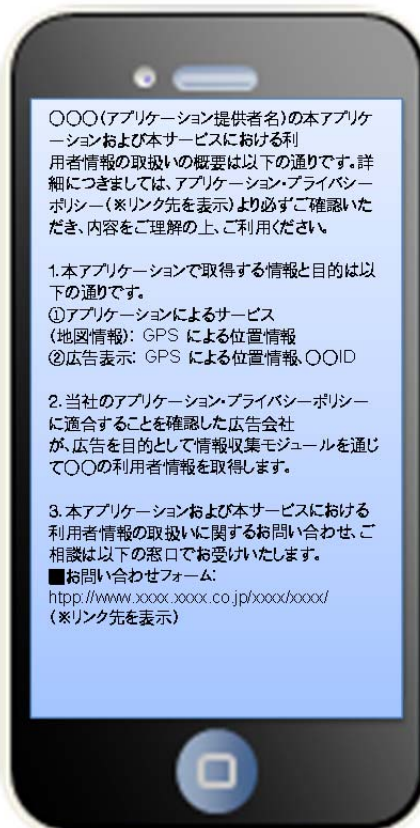 〇〇〇(アプリケーション提供者名)の本アプリケ
ーションおよび本サービスにおける利
用者情報の取扱いの概要は以下の通りです。詳
細につきましては、アプリケーション・プライバシー
ポリシー(※リンク先を表示)より必ずご確認いた
だき、内容をご理解の上、ご利用ください。
1.本アプリケーションで取得する情報と目的は以
下の通りです。
①アプリケーションによるサービス
(地図情報): GPS による位置情報
②広告表示: GPS による位置情報、〇〇ID
2.当社のアプリケーション・プライバシーポリシー
に適合することを確認した広告会社
が、広告を目的として情報収集モジュールを通じ
て〇〇の利用者情報を取得します。
3.本アプリケーションおよび本サービスにおける
利用者情報の取扱いに関するお問い合わせ、ご
相談は以下の窓口でお受けいたします。
■お問い合わせフォーム:
htpp://www.xxxx.xxxx.co.jp/xxxx/xxxx/
(※リンク先を表示)